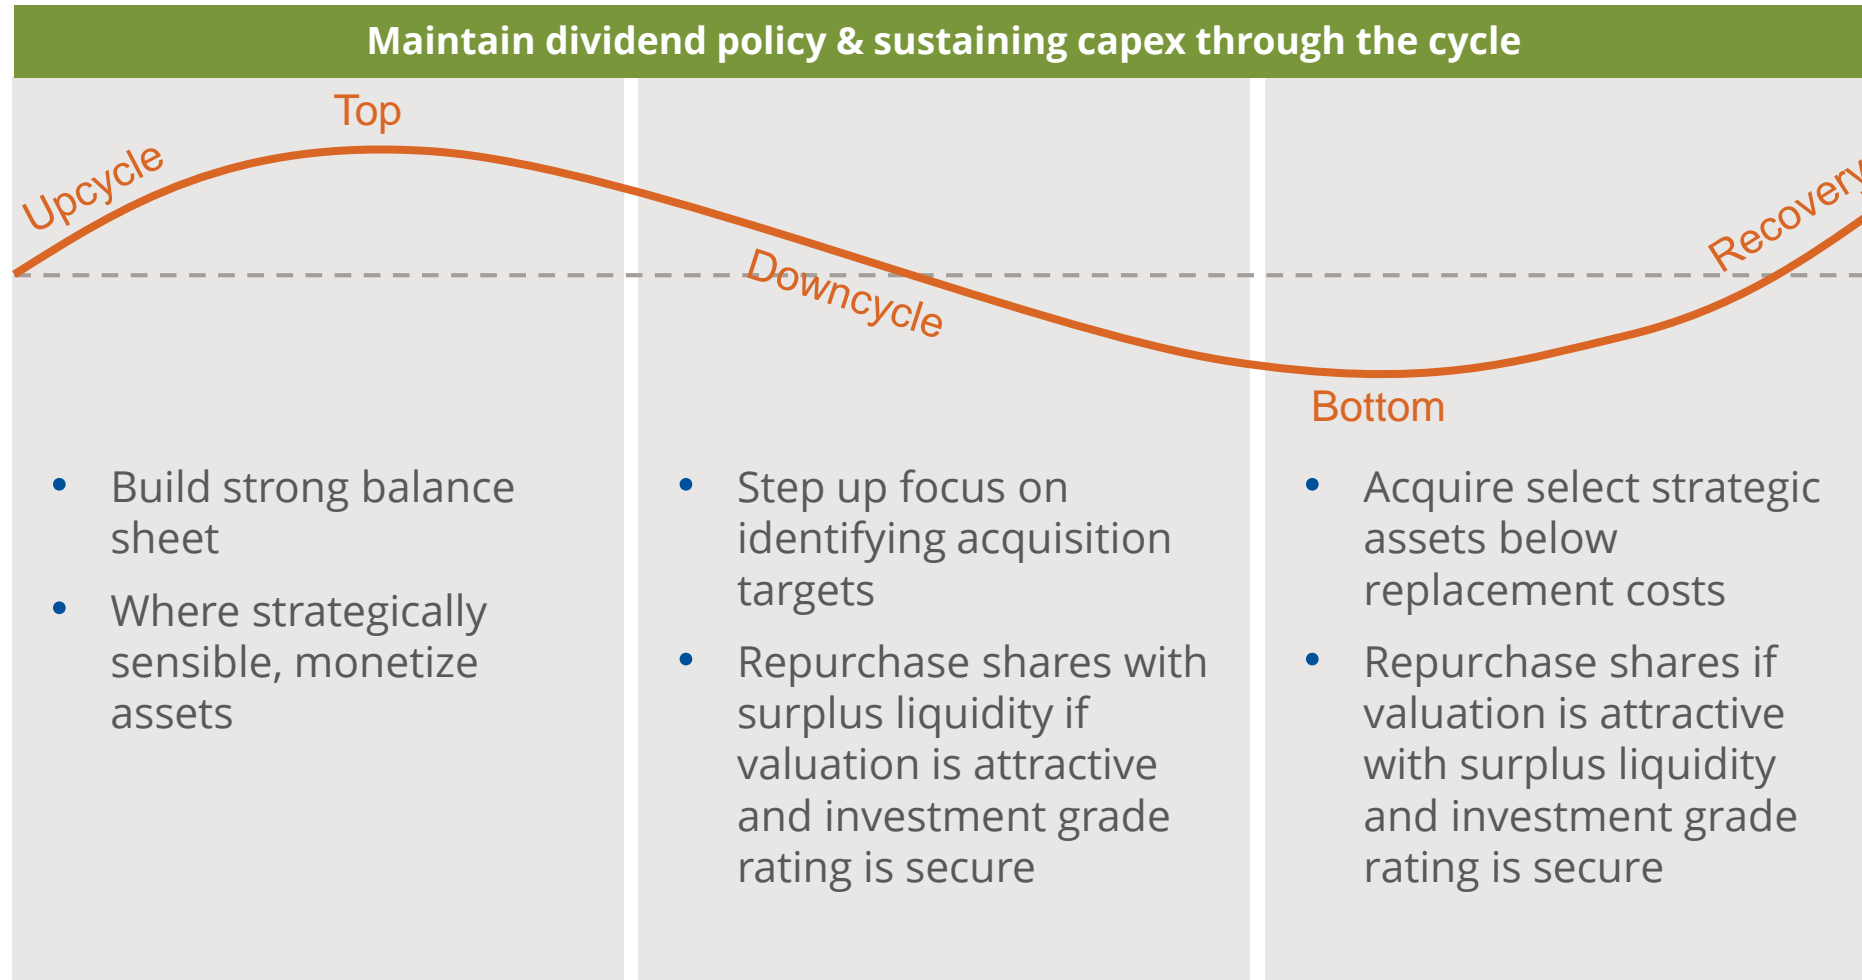 Maintain dividend policy & sustaining capex through the cycle
Top
Upcycle
Downcycle
Bottom
Recovery
• Build strong balance
sheet
• Where strategically
sensible, monetize
assets
• Step up focus on
identifying acquisition
targets
• Repurchase shares with
surplus liquidity if
valuation is attractive
and investment grade
rating is secure
• Acquire select strategic
assets below
replacement costs
• Repurchase shares if
valuation is attractive
with surplus liquidity
and investment grade
rating is secure